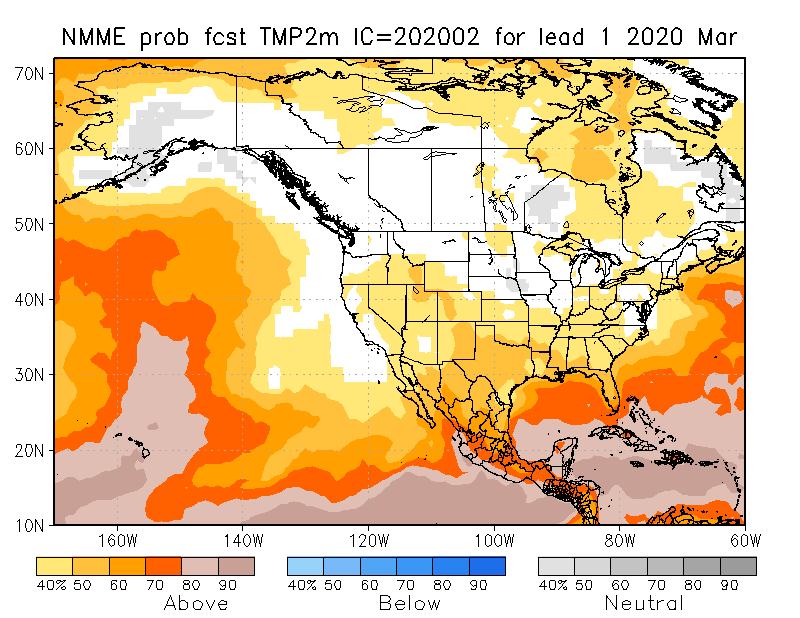 NMME prob fcst TMP2m IC=202002 for lead 1 2020 Mar
70N
60N
50N
40N
30N
20N
10N
160W 140W 120W 100W 80W 60W
40% 50 60 70 80 90 40% 50 60 70 80 90 40% 50 60 70 80 90
Above Below Neutral